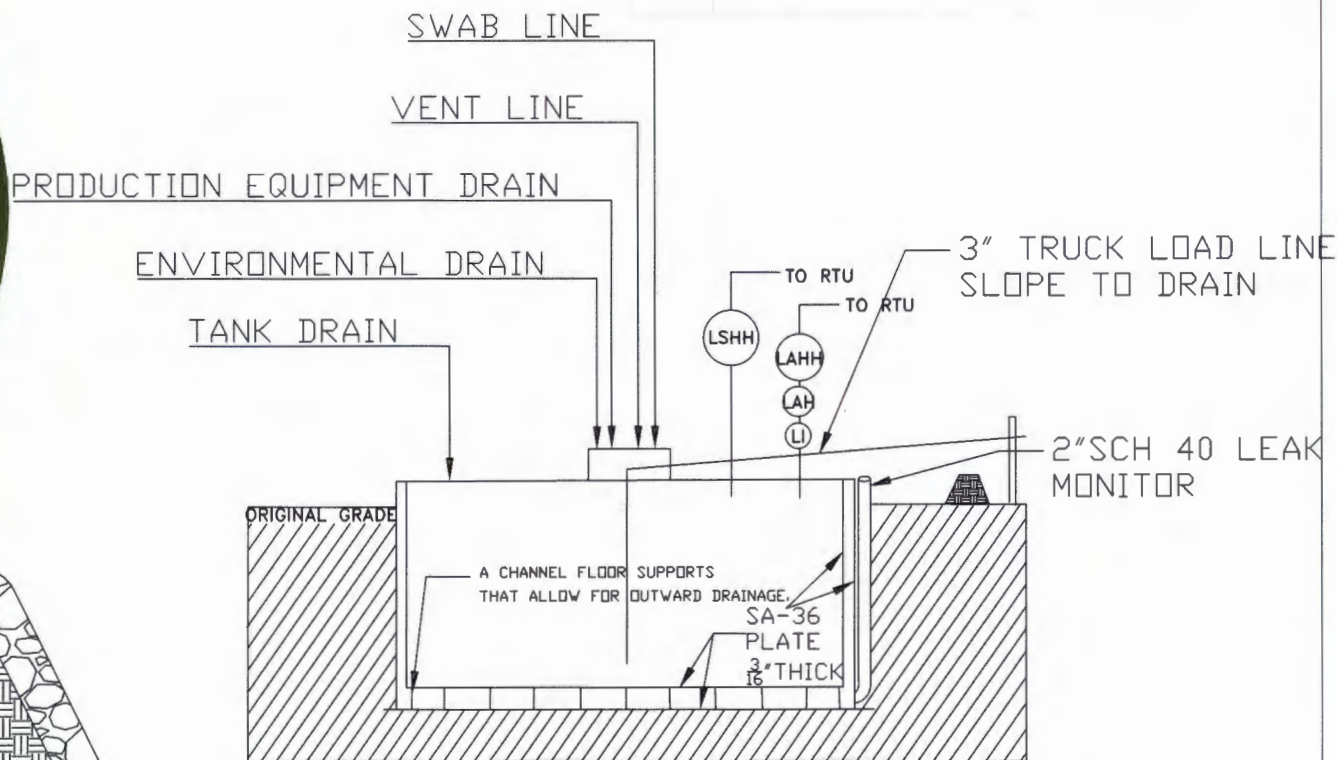 SWAB LINE
VENT LINE
PRODUCTION EQUIPMENT DRAIN
ENVIRONMENTAL DRAIN
TANK DRAIN
3" TRUCK LOAD LINE
SLOPE TO DRAIN
TO RTU
TO RTU
LSHH
LAHH
LAH
LI
2"SCH 40 LEAK
MONITOR
ORIGINAL GRADE
A CHANNEL FLOOR SUPPORTS
THAT ALLOW FOR OUTWARD DRAINAGE.
SA-36
PLATE
3/16"THICK